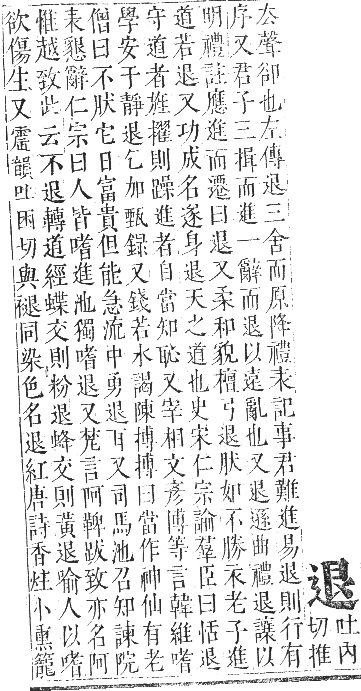 退
吐内
切推
去聲卻也左傳退三舍而原降禮表記事君難進易退則行有
序又君子三揖而進一辭而退以遠亂也又退遜曲禮退讓以
明禮註應進而遷曰退又柔和貌檀弓退肰如不勝衣老子進
道若退又功成名遂身退天之道也史宋仁宗論羣臣曰恬退
守道者旌擢則躁進者自當知恥又宰相文彥博等言韓維嗜
學安于靜退乞加甄錄又錢若水謁陳摶摶曰當作神仙有老
僧曰不肰它日富貴但能急流中勇退耳又司馬池召知諫院
表懇辭仁宗曰人皆嗜進池獨嗜退又梵言阿鞞跋致亦名阿
惟越致此云不退轉道經蝶交則粉退蜂交則黃退喻人以嗜
欲傷生又霽韻吐困切與褪同染色名退紅唐詩香炷小熏籠